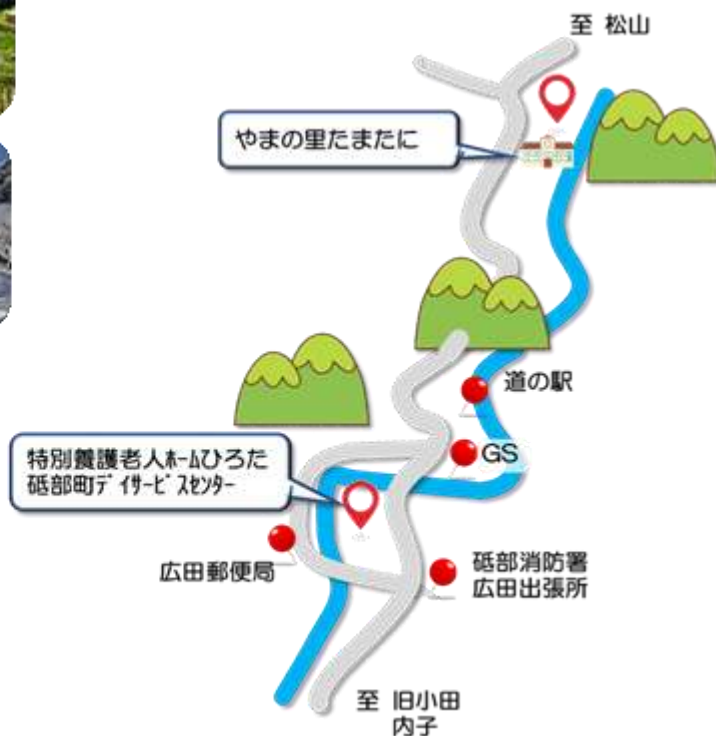 至 松山
やまの里たまたに
道の駅
GS
特別養護老人ホームひろた
砥部町デイサービスセンター
広田郵便局
砥部消防署
広田出張所
至 旧小田
内子